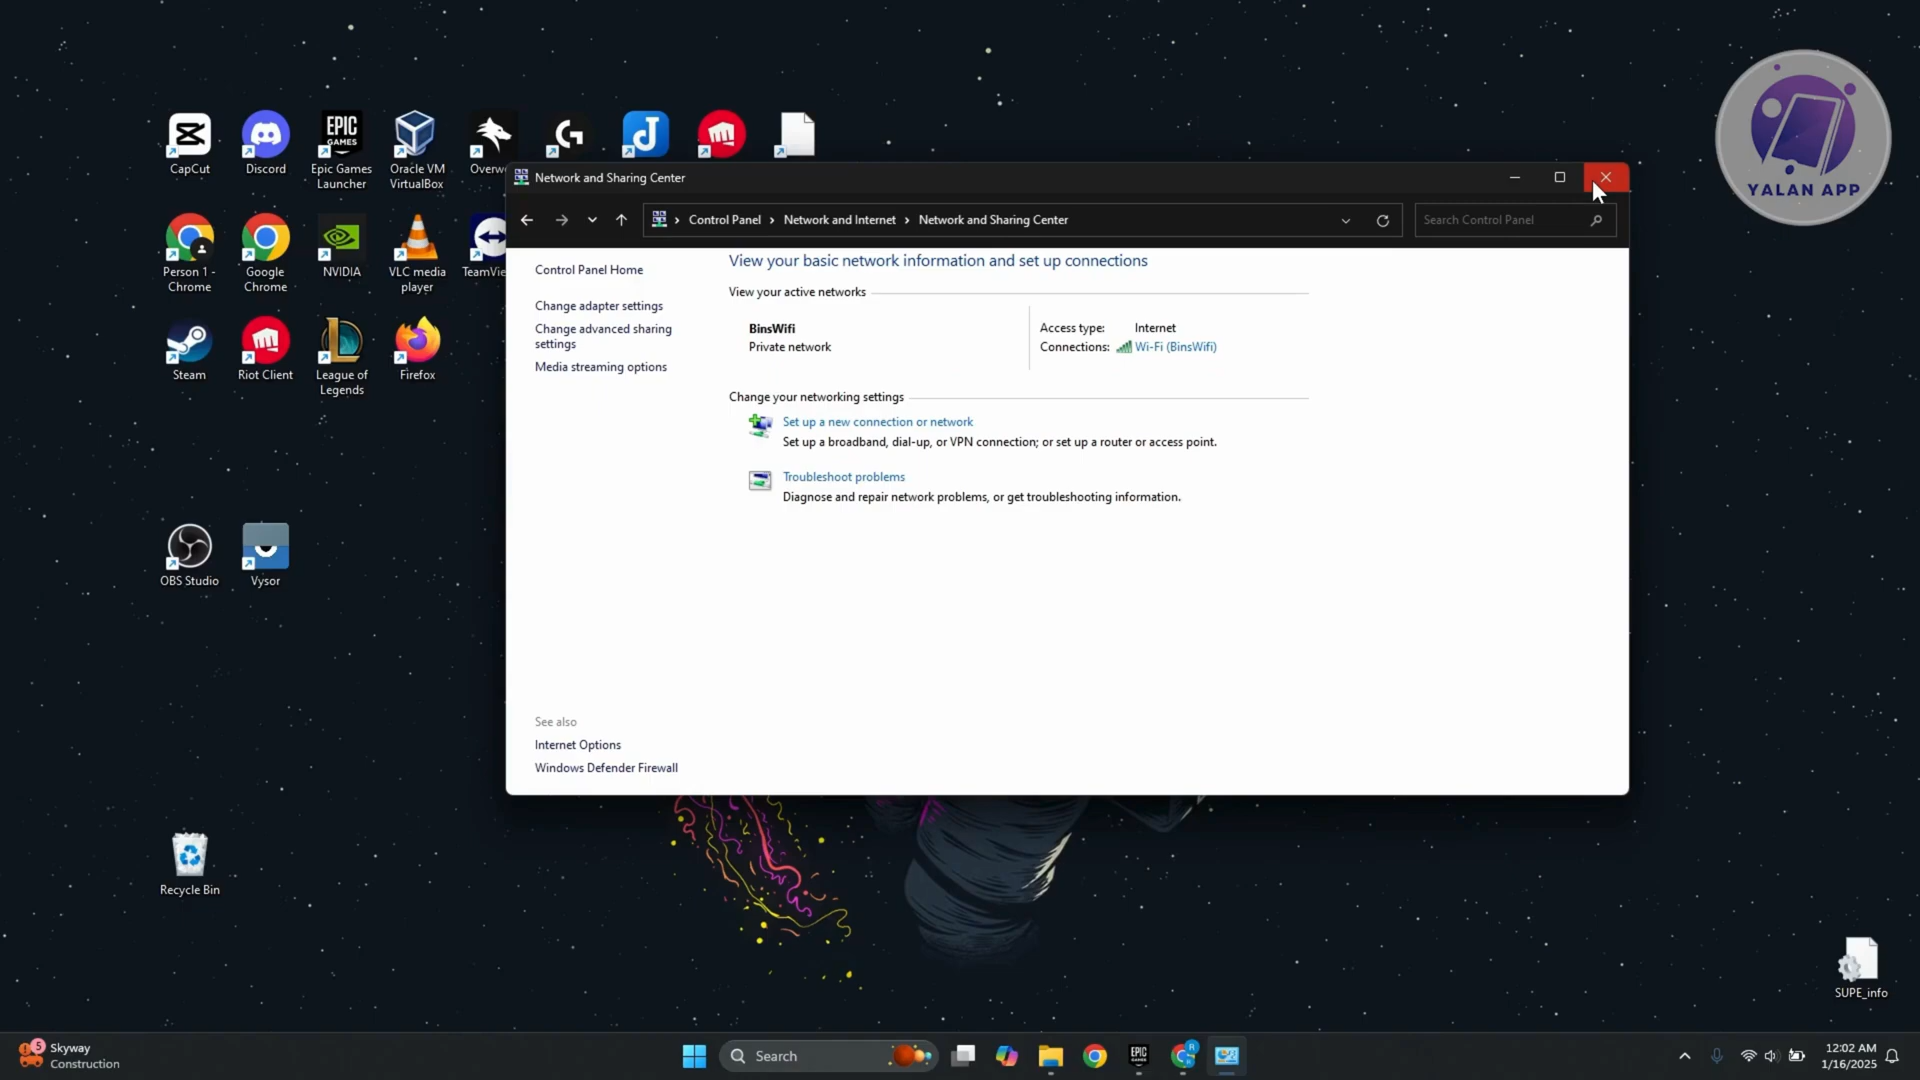 YALAN APP
CapCut
Discord
Epic Games
Launcher
EPIC
GAMES
Oracle VM
VirtualBox
Overw
Person 1 -
Chrome
Google
Chrome
NVIDIA
VLC media
player
TeamVie
Steam
Riot Client
League of
Legends
Firefox
OBS Studio
Vysor
Recycle Bin
SUPE_info
Network and Sharing Center
Control Panel > Network and Internet > Network and Sharing Center
Search Control Panel
Control Panel Home
Change adapter settings
Change advanced sharing
settings
Media streaming options
View your basic network information and set up connections
View your active networks
BinsWifi
Private network
Access type: Internet
Connections: Wi-Fi (BinsWifi)
Change your networking settings
Set up a new connection or network
Set up a broadband, dial-up, or VPN connection; or set up a router or access point.
Troubleshoot problems
Diagnose and repair network problems, or get troubleshooting information.
See also
Internet Options
Windows Defender Firewall
5
Skyway
Construction
Search
EPIC
R
12:02 AM
1/16/2025